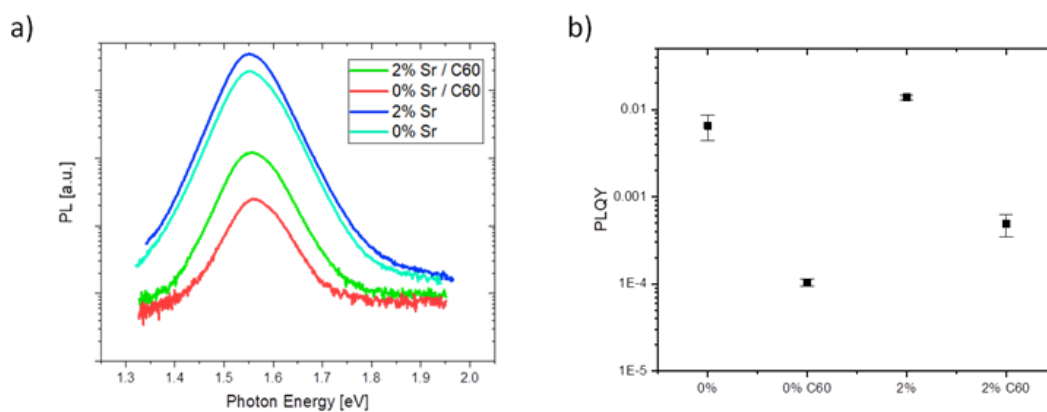 a)
2% Sr / C60
0% Sr / C60
2% Sr
0% Sr
PL [a.u.]
1.3 1.4 1.5 1.6 1.7 1.8 1.9 2.0
Photon Energy [eV]
b)
0.01
0.001
1E-4
1E-5
PLQY
0% 0% C60 2% 2% C60